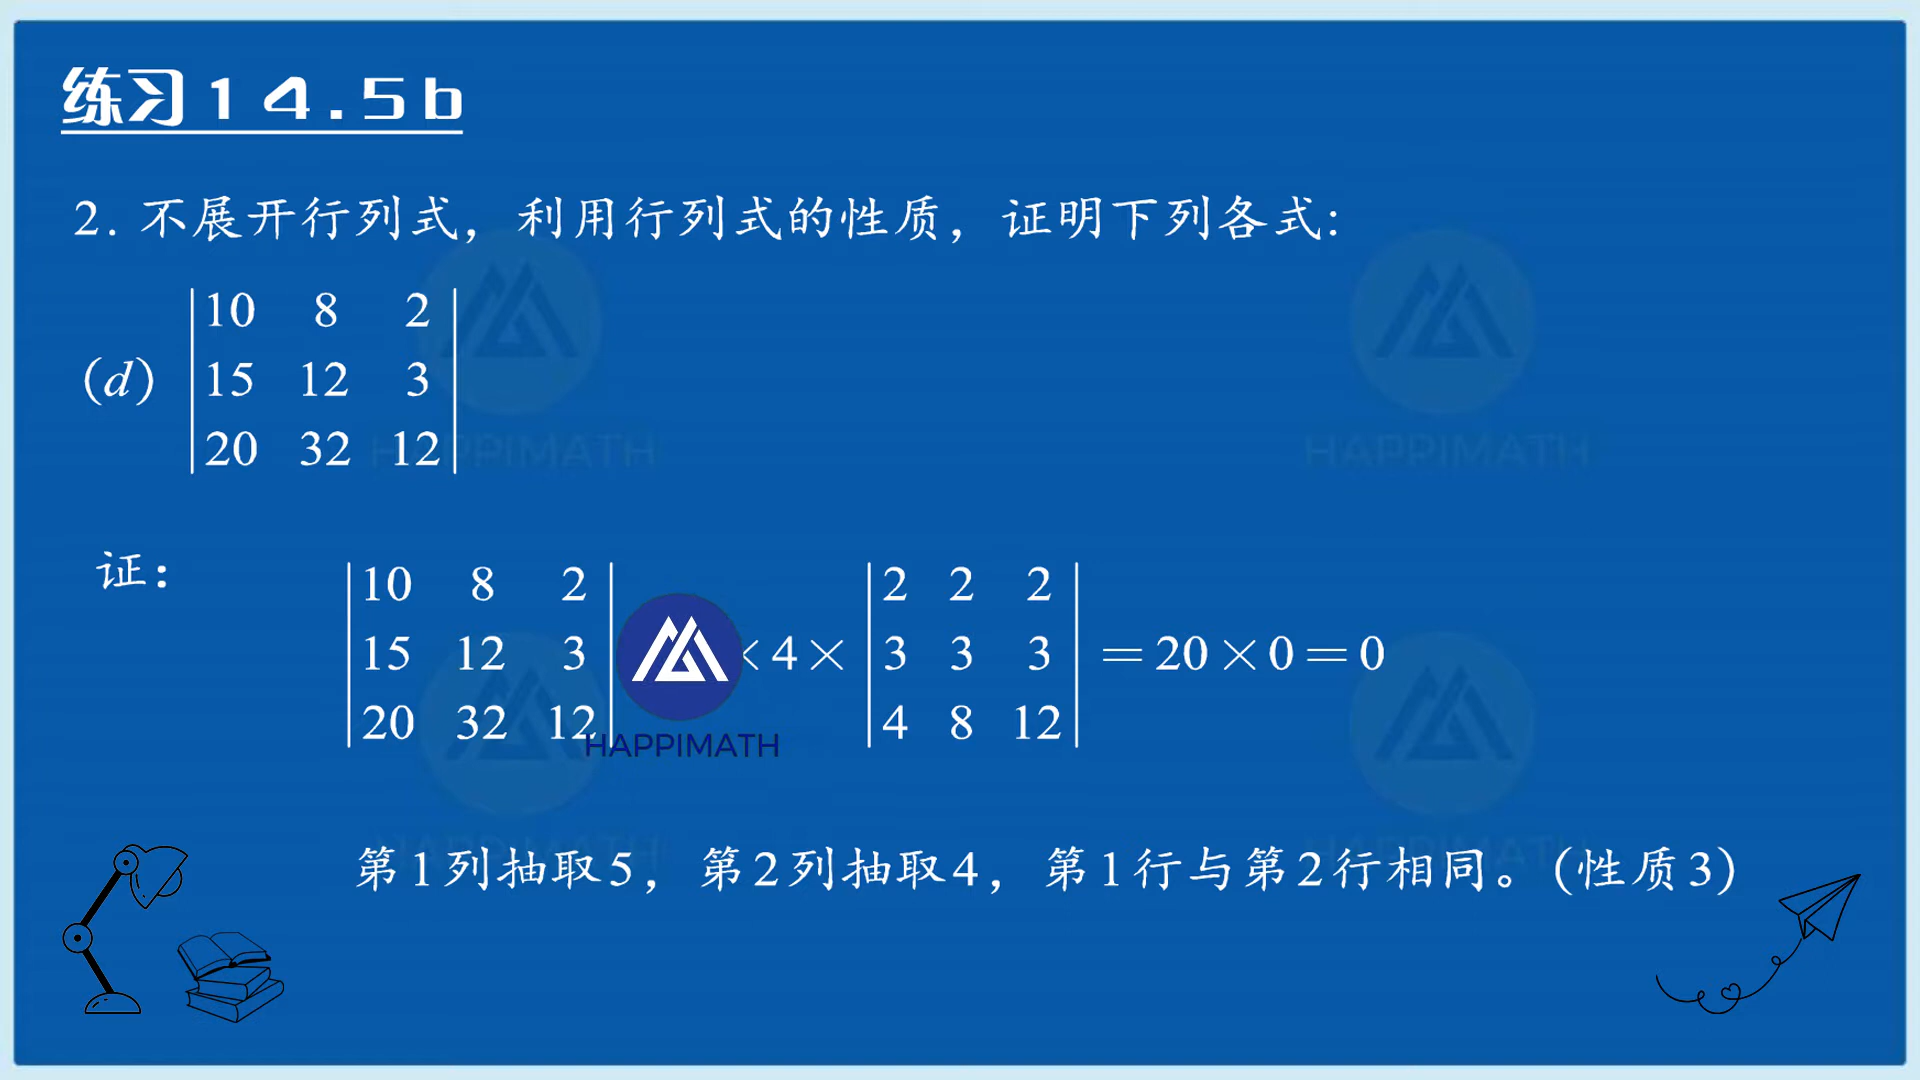 练习14.5b
2. 不展开行列式，利用行列式的性质，证明下列各式:
(d) |10 8 2|
|15 12 3|
|20 32 12|
证：
|10 8 2| |2 2 2|
|15 12 3| ×4× |3 3 3| =20×0=0
|20 32 12| |4 8 12|
HAPPIMATH
第1列抽取5，第2列抽取4，第1行与第2行相同。(性质3)
HAPPIMATH
HAPPIMATH
HAPPIMATH
HAPPIMATH